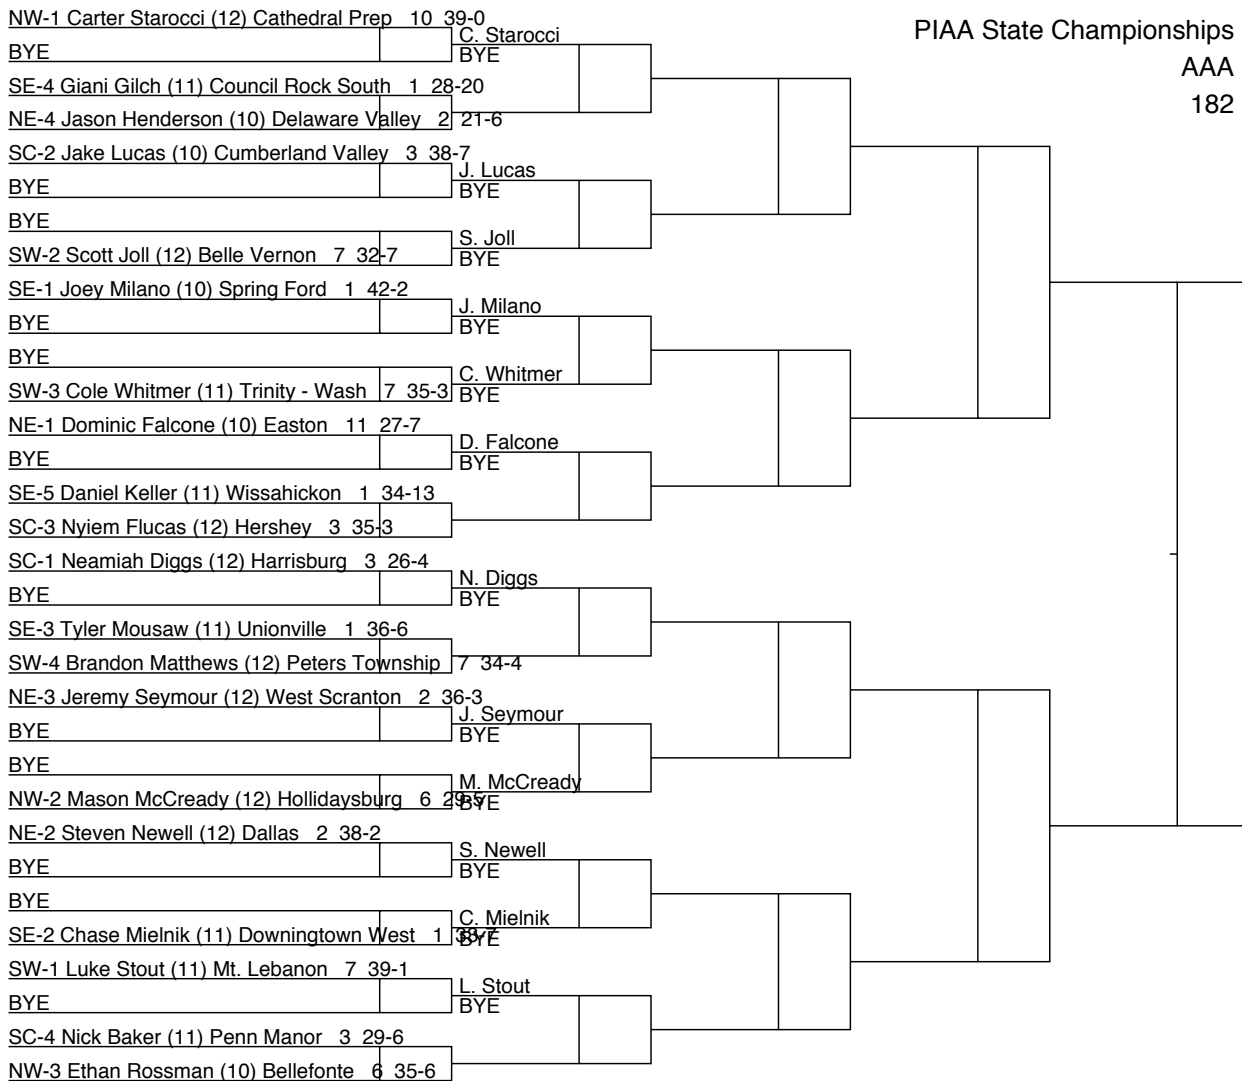 PIAA State Championships
AAA
182
NW-1 Carter Starocci (12) Cathedral Prep 10 39-0
BYE
SE-4 Giani Gilch (11) Council Rock South 1 28-20
NE-4 Jason Henderson (10) Delaware Valley 2 21-6
SC-2 Jake Lucas (10) Cumberland Valley 3 38-7
BYE
BYE
SW-2 Scott Joll (12) Belle Vernon 7 32-7
SE-1 Joey Milano (10) Spring Ford 1 42-2
BYE
BYE
SW-3 Cole Whitmer (11) Trinity - Wash 7 35-3
NE-1 Dominic Falcone (10) Easton 11 27-7
BYE
SE-5 Daniel Keller (11) Wissahickon 1 34-13
SC-3 Nyiem Flucas (12) Hershey 3 35-3
SC-1 Neamiah Diggs (12) Harrisburg 3 26-4
BYE
SE-3 Tyler Mousaw (11) Unionville 1 36-6
SW-4 Brandon Matthews (12) Peters Township 7 34-4
NE-3 Jeremy Seymour (12) West Scranton 2 36-3
BYE
BYE
NW-2 Mason McCready (12) Hollidaysburg 6 29-5
NE-2 Steven Newell (12) Dallas 2 38-2
BYE
BYE
SE-2 Chase Mielnik (11) Downingtown West 1 38-7
SW-1 Luke Stout (11) Mt. Lebanon 7 39-1
BYE
SC-4 Nick Baker (11) Penn Manor 3 29-6
NW-3 Ethan Rossman (10) Bellefonte 6 35-6
C. Starocci
BYE
J. Lucas
BYE
S. Joll
BYE
J. Milano
BYE
C. Whitmer
BYE
D. Falcone
BYE
N. Diggs
BYE
J. Seymour
BYE
M. McCready
BYE
S. Newell
BYE
C. Mielnik
BYE
L. Stout
BYE